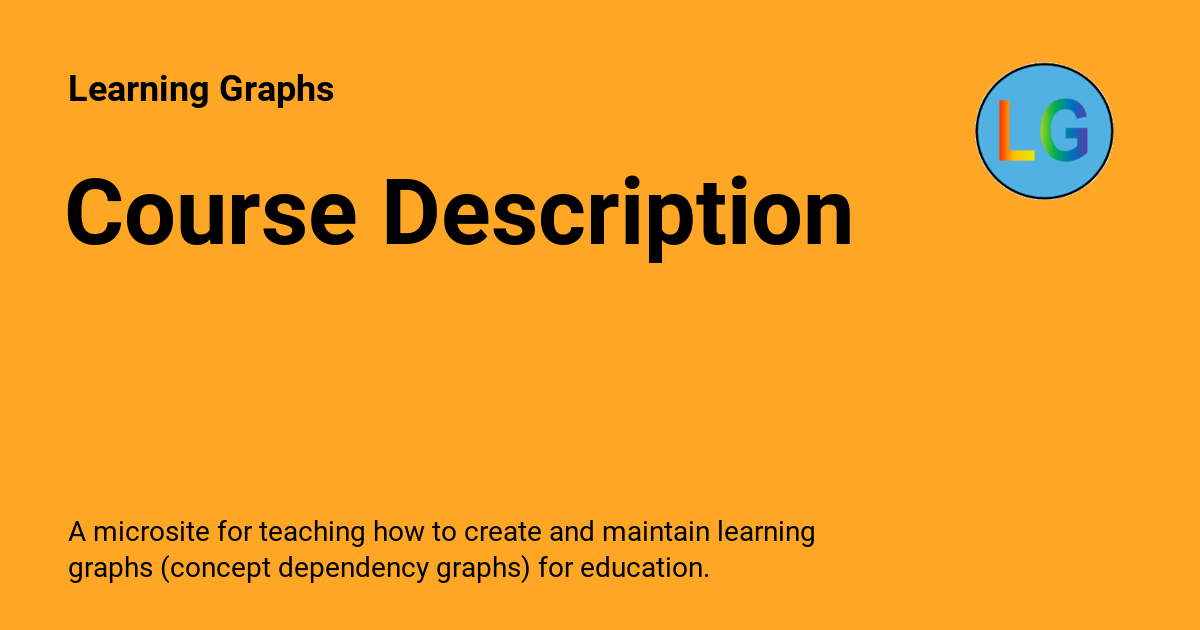 Learning Graphs
LG
Course Description
A microsite for teaching how to create and maintain learning
graphs (concept dependency graphs) for education.